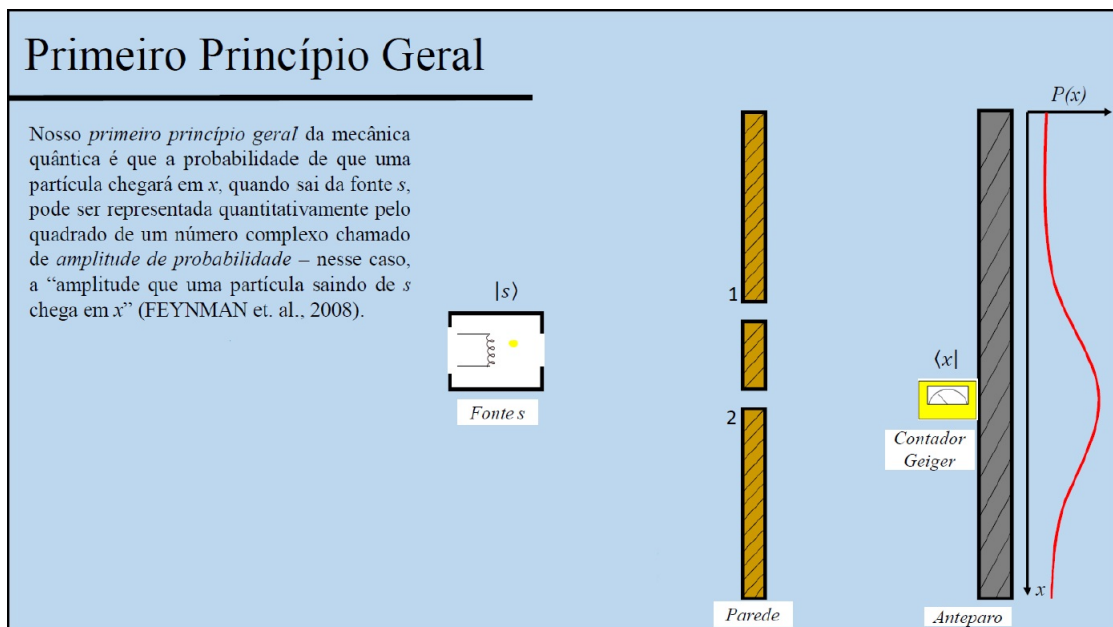 Primeiro Princípio Geral
Nosso primeiro princípio geral da mecânica
quântica é que a probabilidade de que uma
partícula chegará em x, quando sai da fonte s,
pode ser representada quantitativamente pelo
quadrado de um número complexo chamado
de amplitude de probabilidade – nesse caso,
a “amplitude que uma partícula saindo de s
chega em x” (FEYNMAN et. al., 2008).
|s⟩
Fonte s
1
2
Parede
⟨x|
Contador
Geiger
Anteparo
P(x)
x